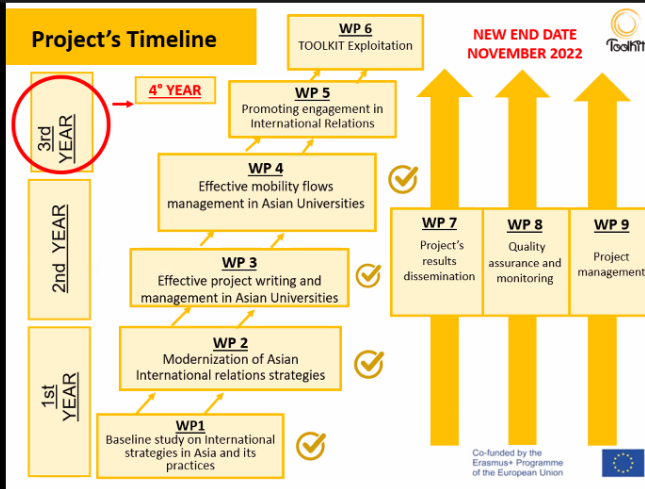 Project's Timeline
NEW END DATE
NOVEMBER 2022
Toolkit
WP 6
TOOLKIT Exploitation
4° YEAR
3rd
YEAR
WP 5
Promoting engagement in
International Relations
WP 4
Effective mobility flows
management in Asian Universities
2nd YEAR
WP 3
Effective project writing and
management in Asian Universities
WP 7
Project's
results
dissemination
WP 8
Quality
assurance and
monitoring
WP 9
Project
management
WP 2
Modernization of Asian
International relations strategies
1st
YEAR
WP1
Baseline study on International
strategies in Asia and its
practices
Co-funded by the
Erasmus+ Programme
of the European Union